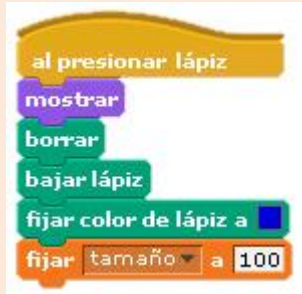 al presionar lápiz
mostrar
borrar
bajar lápiz
fijar color de lápiz a
fijar tamaño a 100